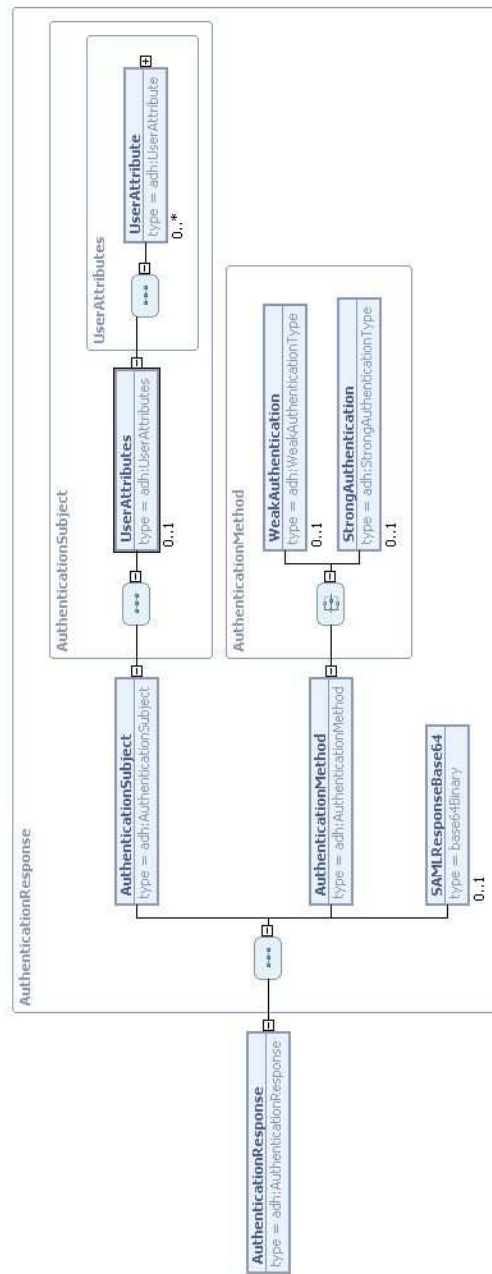 AuthenticationResponse
AuthenticationResponse
type = adh:AuthenticationResponse
AuthenticationSubject
type = adh:AuthenticationSubject
AuthenticationSubject
UserAttributes
type = adh:UserAttributes
0..1
UserAttributes
UserAttribute
type = adh:UserAttribute
0..*
AuthenticationMethod
type = adh:AuthenticationMethod
AuthenticationMethod
WeakAuthentication
type = adh:WeakAuthenticationType
0..1
StrongAuthentication
type = adh:StrongAuthenticationType
0..1
SAMLResponseBase64
type = base64Binary
0..1